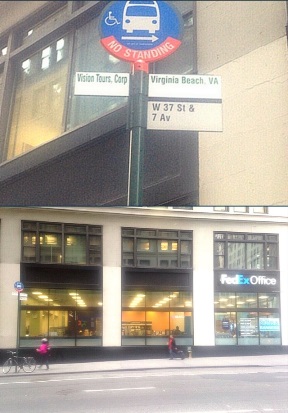 NO STANDING
Vision Tours, Corp
Virginia Beach, VA
W 37 St &
7 Av
FedEx Office